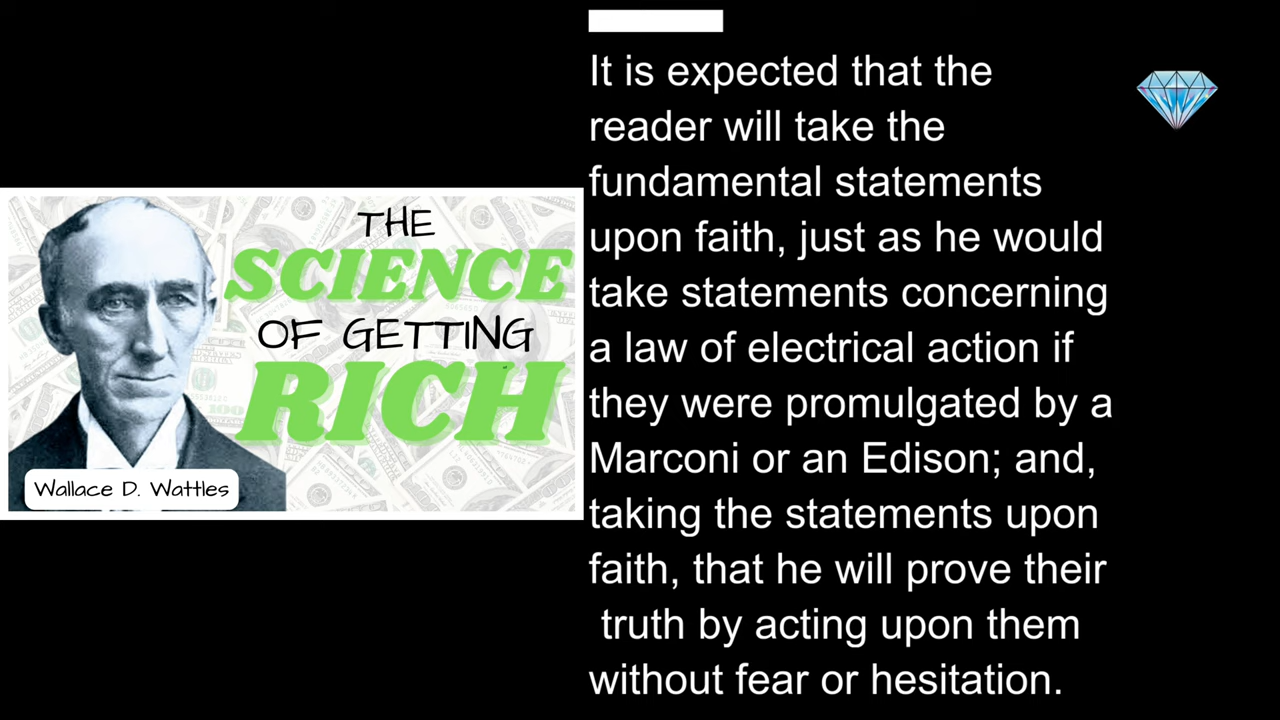 THE
SCIENCE
OF GETTING
RICH
Wallace D. Wattles
It is expected that the
reader will take the
fundamental statements
upon faith, just as he would
take statements concerning
a law of electrical action if
they were promulgated by a
Marconi or an Edison; and,
taking the statements upon
faith, that he will prove their
truth by acting upon them
without fear or hesitation.